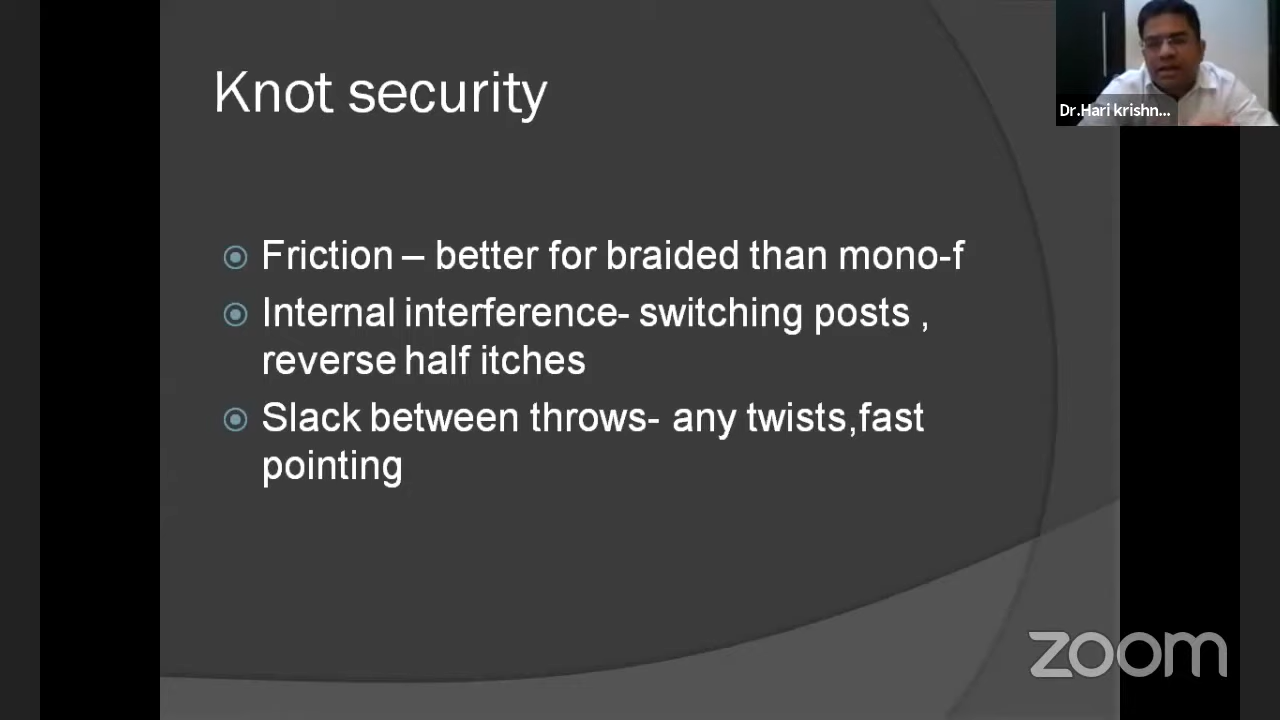 Knot security
Dr.Hari krishn...
Friction – better for braided than mono-f
Internal interference- switching posts ,
reverse half itches
Slack between throws- any twists,fast
pointing
zoom